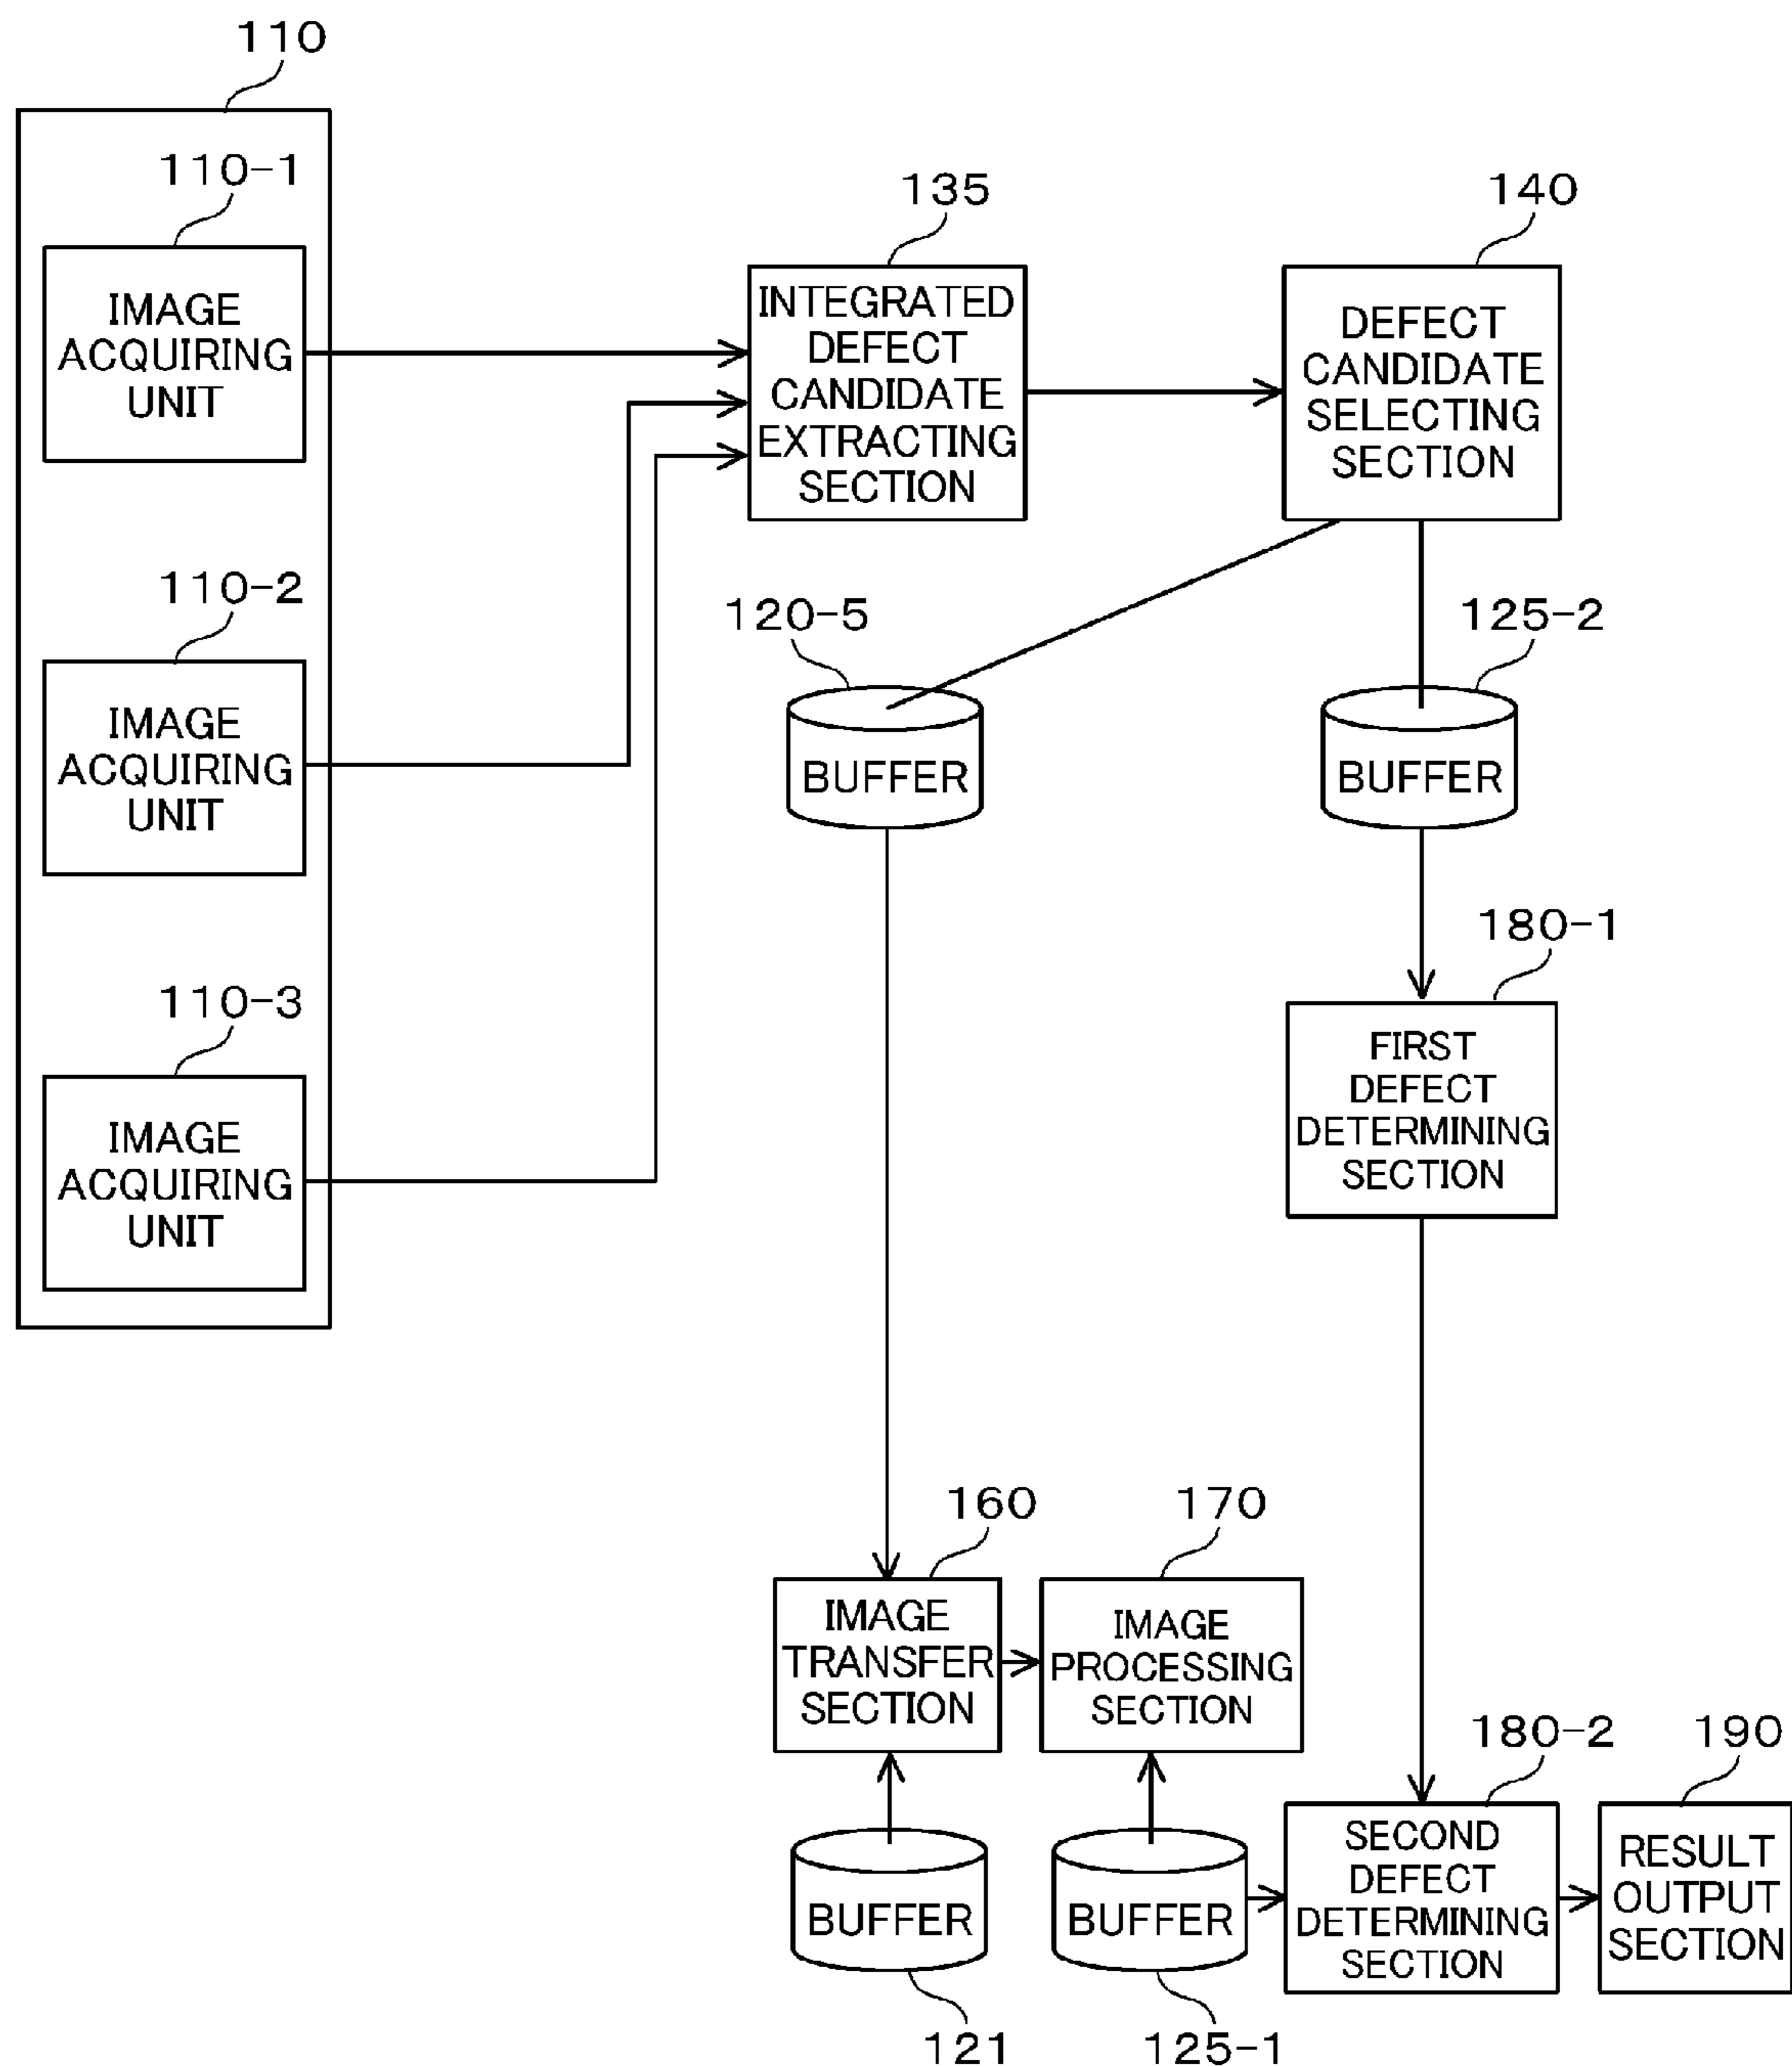 110
110-1
IMAGE
ACQUIRING
UNIT
110-2
IMAGE
ACQUIRING
UNIT
110-3
IMAGE
ACQUIRING
UNIT
135
INTEGRATED
DEFECT
CANDIDATE
EXTRACTING
SECTION
140
DEFECT
CANDIDATE
SELECTING
SECTION
120-5
BUFFER
125-2
BUFFER
180-1
FIRST
DEFECT
DETERMINING
SECTION
160
IMAGE
TRANSFER
SECTION
170
IMAGE
PROCESSING
SECTION
BUFFER
121
BUFFER
125-1
180-2
SECOND
DEFECT
DETERMINING
SECTION
190
RESULT
OUTPUT
SECTION